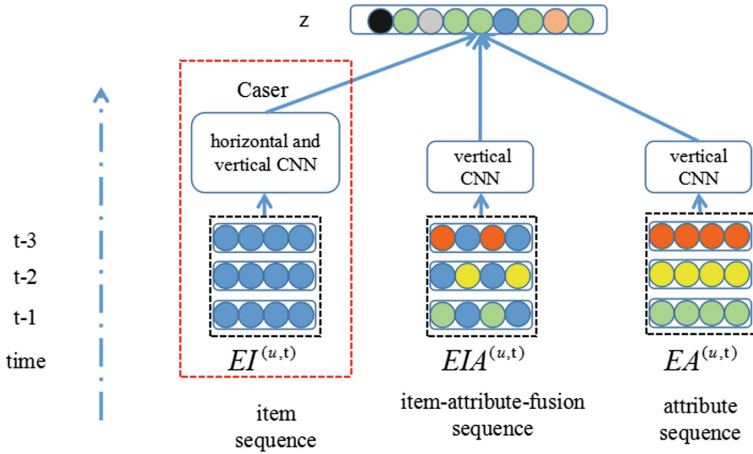 z
Caser
horizontal and
vertical CNN
vertical
CNN
vertical
CNN
t-3
t-2
t-1
time
EI^(u,t)
EIA^(u,t)
EA^(u,t)
item
sequence
item-attribute-fusion
sequence
attribute
sequence